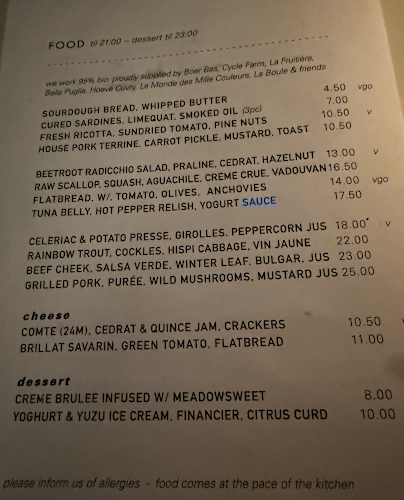 FOOD til 21:00 – dessert til 23:00
we work 95% bio. proudly supplied by Boer Bas, Cycle Farm, La Fruitière,
Bella Puglia, Hoeve Cuvry, Le Monde des Mille Couleurs, La Boule & friends
SOURDOUGH BREAD, WHIPPED BUTTER 4.50 vgo
CURED SARDINES, LIMEQUAT, SMOKED OIL (3pc) 7.00
FRESH RICOTTA, SUNDRIED TOMATO, PINE NUTS 10.50 v
HOUSE PORK TERRINE, CARROT PICKLE, MUSTARD, TOAST 10.50
BEETROOT RADICCHIO SALAD, PRALINE, CEDRAT, HAZELNUT 13.00 v
RAW SCALLOP, SQUASH, AGUACHILE, CREME CRUE, VADOUVAN 16.50
FLATBREAD, W/. TOMATO, OLIVES, ANCHOVIES 14.00 vgo
TUNA BELLY, HOT PEPPER RELISH, YOGURT SAUCE 17.50
CELERIAC & POTATO PRESSE, GIROLLES, PEPPERCORN JUS 18.00* v
RAINBOW TROUT, COCKLES, HISPI CABBAGE, VIN JAUNE 22.00
BEEF CHEEK, SALSA VERDE, WINTER LEAF, BULGAR, JUS 23.00
GRILLED PORK, PURÉE, WILD MUSHROOMS, MUSTARD JUS 25.00
cheese
COMTE (24M), CEDRAT & QUINCE JAM, CRACKERS 10.50
BRILLAT SAVARIN, GREEN TOMATO, FLATBREAD 11.00
dessert
CREME BRULEE INFUSED W/ MEADOWSWEET 8.00
YOGHURT & YUZU ICE CREAM, FINANCIER, CITRUS CURD 10.00
please inform us of allergies - food comes at the pace of the kitchen